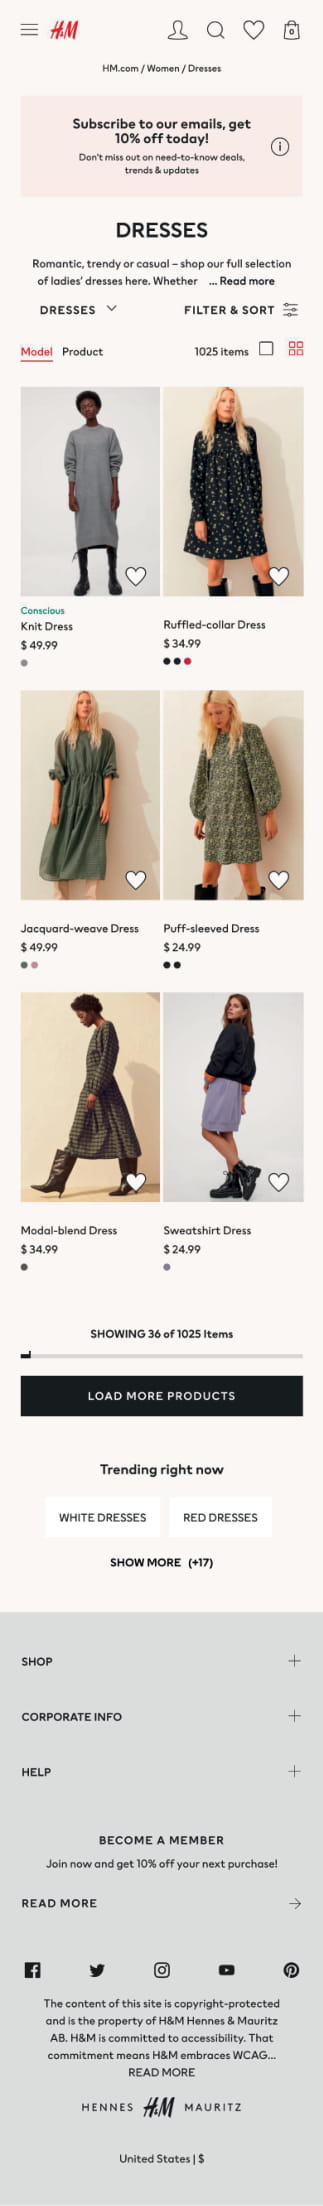 H&M
0
HM.com / Women / Dresses
Subscribe to our emails, get
10% off today!
Don't miss out on need-to-know deals,
trends & updates
DRESSES
Romantic, trendy or casual – shop our full selection
of ladies' dresses here. Whether ... Read more
DRESSES
FILTER & SORT
Model Product
1025 items
Conscious
Knit Dress
$ 49.99
Ruffled-collar Dress
$ 34.99
Jacquard-weave Dress
$ 49.99
Puff-sleeved Dress
$ 24.99
Modal-blend Dress
$ 34.99
Sweatshirt Dress
$ 24.99
SHOWING 36 of 1025 Items
LOAD MORE PRODUCTS
Trending right now
WHITE DRESSES
RED DRESSES
SHOW MORE (+17)
SHOP
CORPORATE INFO
HELP
BECOME A MEMBER
Join now and get 10% off your next purchase!
READ MORE
The content of this site is copyright-protected
and is the property of H&M Hennes & Mauritz
AB. H&M is committed to accessibility. That
commitment means H&M embraces WCAG...
READ MORE
HENNES H&M MAURITZ
United States | $